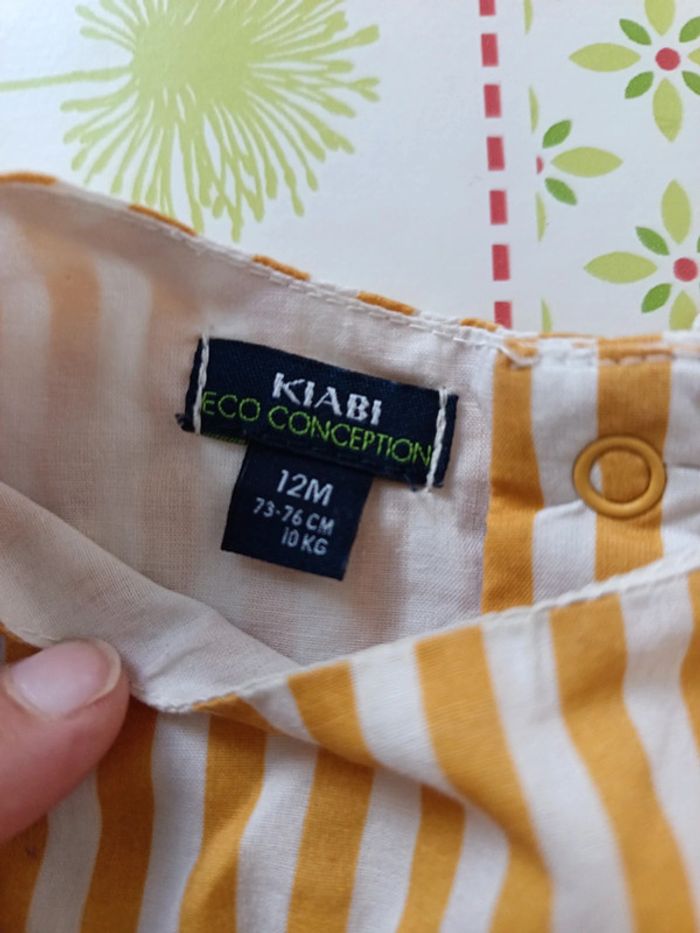 KIABI
ECO CONCEPTION
12M
73-76 CM
10 KG